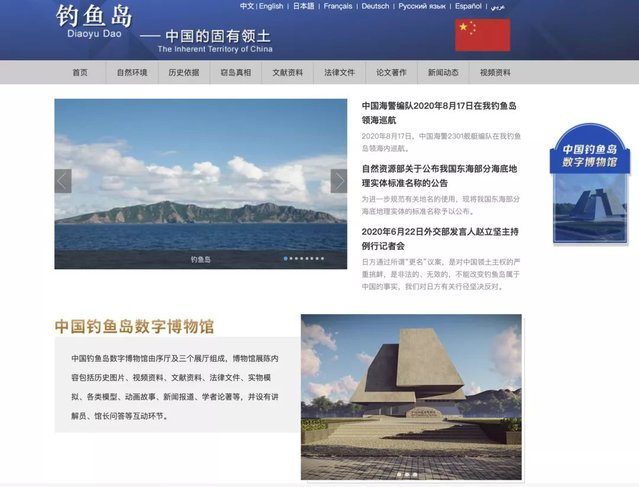 中文 | English | 日本語 | Français | Deutsch | Русский язык | Español | عربي
钓鱼岛
Diaoyu Dao
——中国的固有领土
The Inherent Territory of China
首页 自然环境 历史依据 窃岛真相 文献资料 法律文件 论文著作 新闻动态 视频资料
钓鱼岛
中国海警编队2020年8月17日在我钓鱼岛
领海巡航
2020年8月17日，中国海警2301舰艇编队在我钓鱼
岛领海内巡航。
自然资源部关于公布我国东海部分海底地
理实体标准名称的公告
为进一步规范有关地名的使用，现将我国东海部分
海底地理实体的标准名称予以公布。
2020年6月22日外交部发言人赵立坚主持
例行记者会
日方通过所谓“更名”议案，是对中国领土主权的严
重挑衅，是非法的、无效的，不能改变钓鱼岛属于
中国的事实，我们对日方有关行径坚决反对。
中国钓鱼岛
数字博物馆
中国钓鱼岛数字博物馆
中国钓鱼岛数字博物馆由序厅及三个展厅组成，博物馆展陈内
容包括历史图片、视频资料、文献资料、法律文件、实物模
拟、各类模型、动画故事、新闻报道、学者论著等，并设有讲
解员、馆长问答等互动环节。